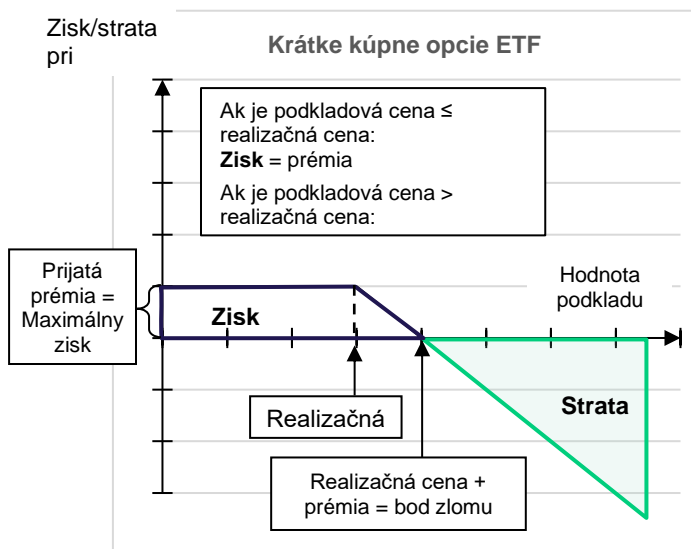 Zisk/strata
pri
Krátke kúpne opcie ETF
Ak je podkladová cena ≤
realizačná cena:
Zisk = prémia
Ak je podkladová cena >
realizačná cena:
Prijatá
prémia =
Maximálny
zisk
Zisk
Hodnota
podkladu
Strata
Realizačná
Realizačná cena +
prémia = bod zlomu